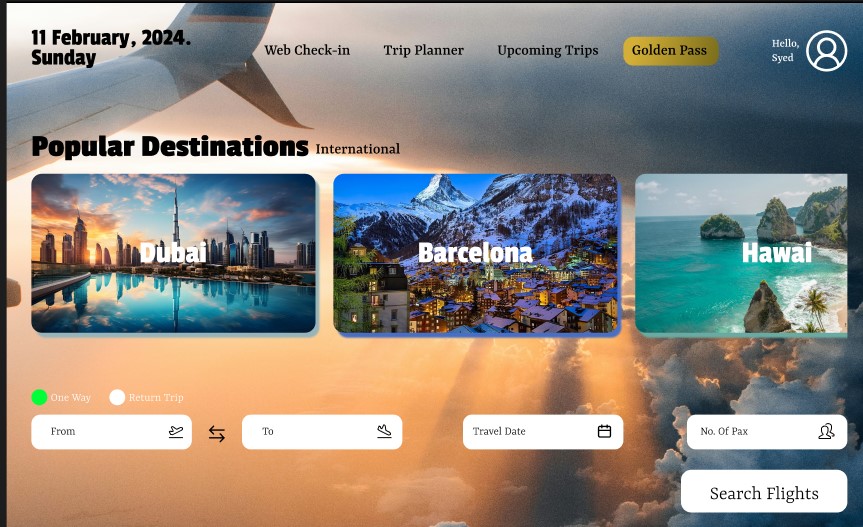 11 February, 2024.
Sunday
Web Check-in
Trip Planner
Upcoming Trips
Golden Pass
Hello,
Syed
Popular Destinations International
Dubai
Barcelona
Hawai
One Way
Return Trip
From
To
Travel Date
No. Of Pax
Search Flights